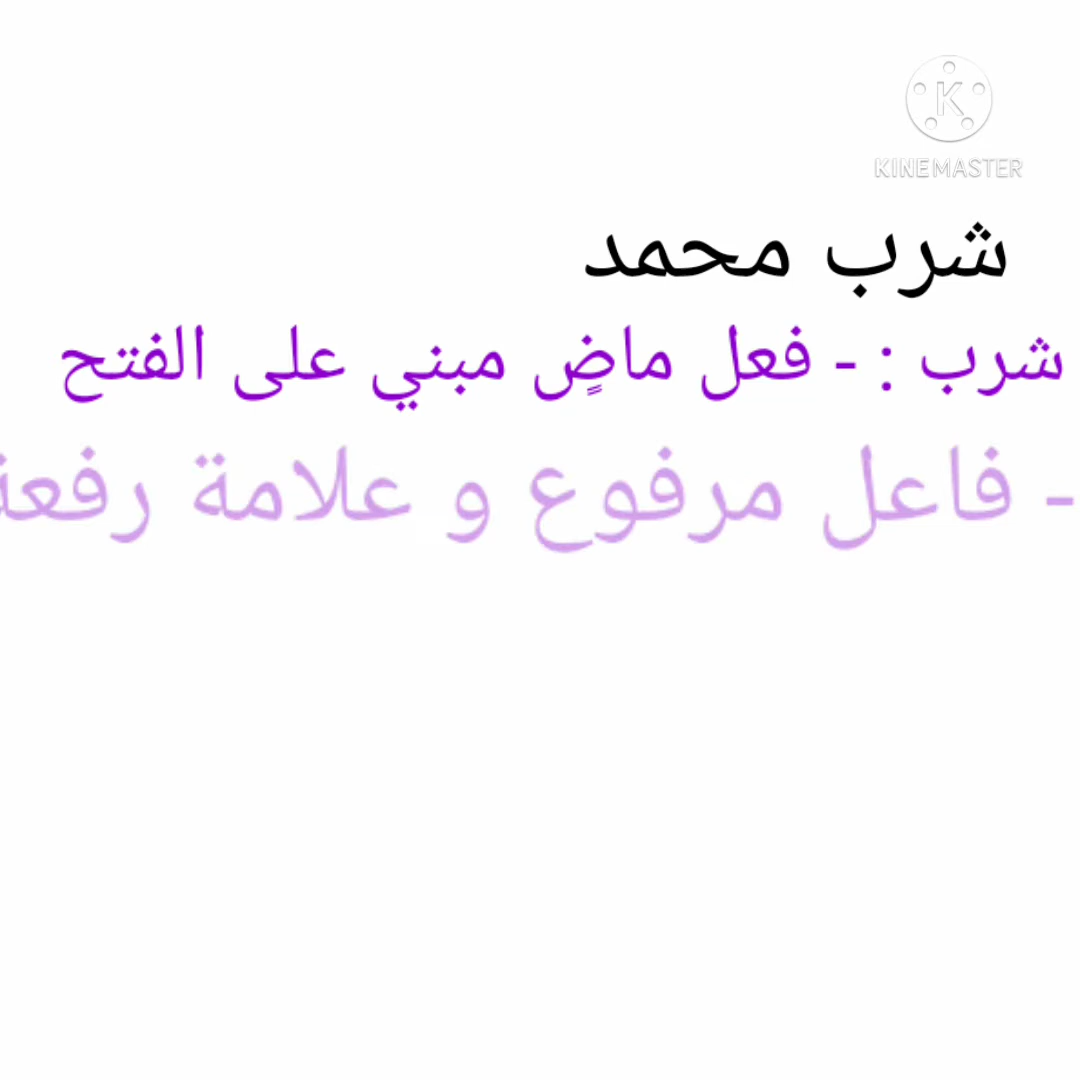 KINEMASTER
شرب محمد
شرب : - فعل ماضٍ مبني على الفتح
- فاعل مرفوع و علامة